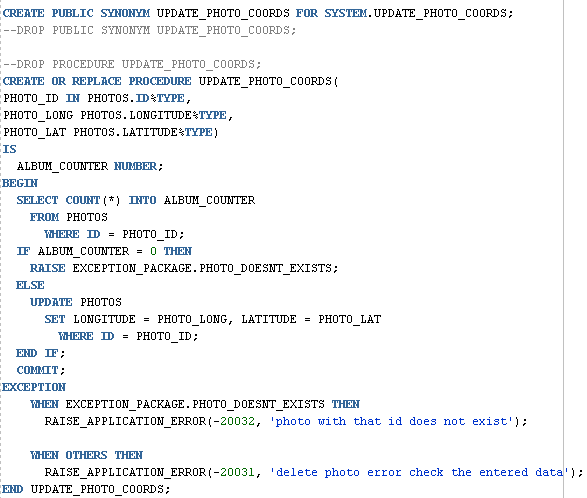 CREATE PUBLIC SYNONYM UPDATE_PHOTO_COORDS FOR SYSTEM.UPDATE_PHOTO_COORDS;
--DROP PUBLIC SYNONYM UPDATE_PHOTO_COORDS;

--DROP PROCEDURE UPDATE_PHOTO_COORDS;
CREATE OR REPLACE PROCEDURE UPDATE_PHOTO_COORDS(
PHOTO_ID IN PHOTOS.ID%TYPE,
PHOTO_LONG PHOTOS.LONGITUDE%TYPE,
PHOTO_LAT PHOTOS.LATITUDE%TYPE)
IS
  ALBUM_COUNTER NUMBER;
BEGIN
  SELECT COUNT(*) INTO ALBUM_COUNTER
    FROM PHOTOS
      WHERE ID = PHOTO_ID;
  IF ALBUM_COUNTER = 0 THEN
    RAISE EXCEPTION_PACKAGE.PHOTO_DOESNT_EXISTS;
  ELSE
    UPDATE PHOTOS
      SET LONGITUDE = PHOTO_LONG, LATITUDE = PHOTO_LAT
        WHERE ID = PHOTO_ID;
  END IF;
  COMMIT;
EXCEPTION
    WHEN EXCEPTION_PACKAGE.PHOTO_DOESNT_EXISTS THEN
      RAISE_APPLICATION_ERROR(-20032, 'photo with that id does not exist');

    WHEN OTHERS THEN
      RAISE_APPLICATION_ERROR(-20031, 'delete photo error check the entered data');
END UPDATE_PHOTO_COORDS;